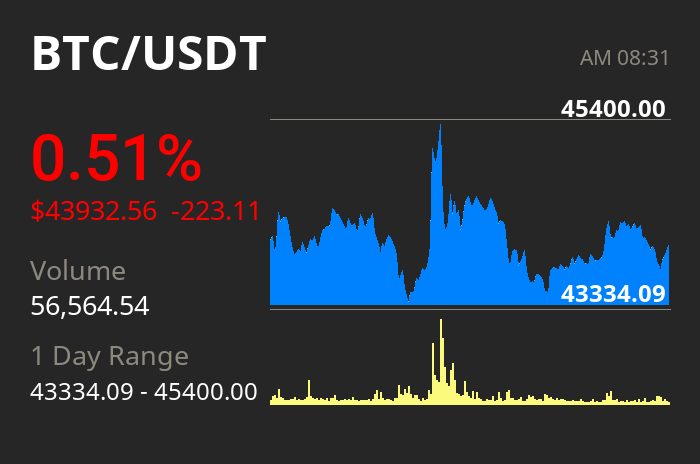 BTC/USDT
AM 08:31
45400.00
0.51%
$43932.56 -223.11
Volume
56,564.54
43334.09
1 Day Range
43334.09 - 45400.00